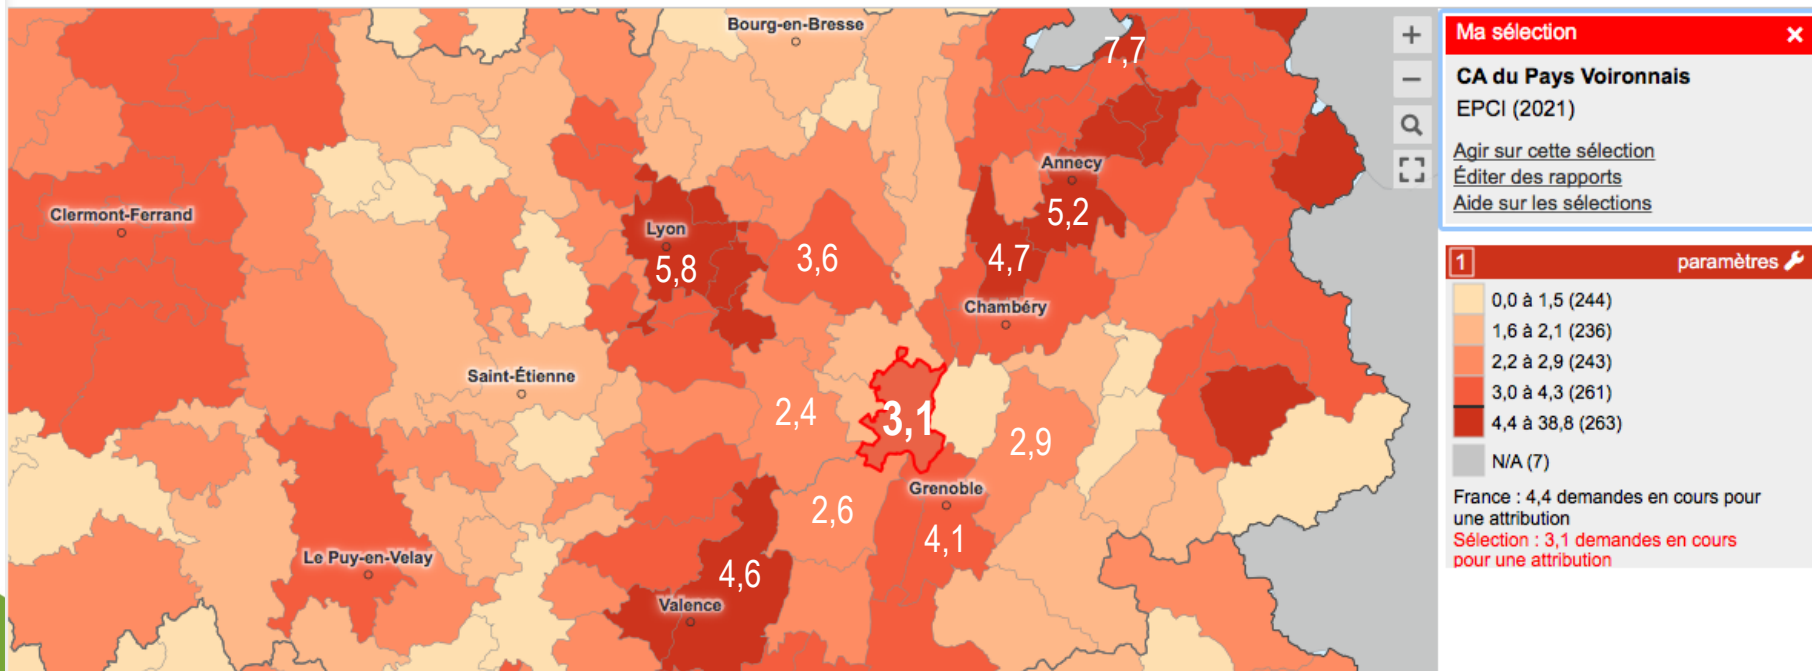 Bourg-en-Bresse
7,7
Annecy
Clermont-Ferrand
Lyon
5,2
5,8
3,6
4,7
Chambéry
Saint-Étienne
2,4
3,1
2,9
Grenoble
2,6
4,1
Le Puy-en-Velay
4,6
Valence
+
−
Ma sélection ×
CA du Pays Voironnais
EPCI (2021)
Agir sur cette sélection
Éditer des rapports
Aide sur les sélections
1 paramètres
0,0 à 1,5 (244)
1,6 à 2,1 (236)
2,2 à 2,9 (243)
3,0 à 4,3 (261)
4,4 à 38,8 (263)
N/A (7)
France : 4,4 demandes en cours pour
une attribution
Sélection : 3,1 demandes en cours
pour une attribution